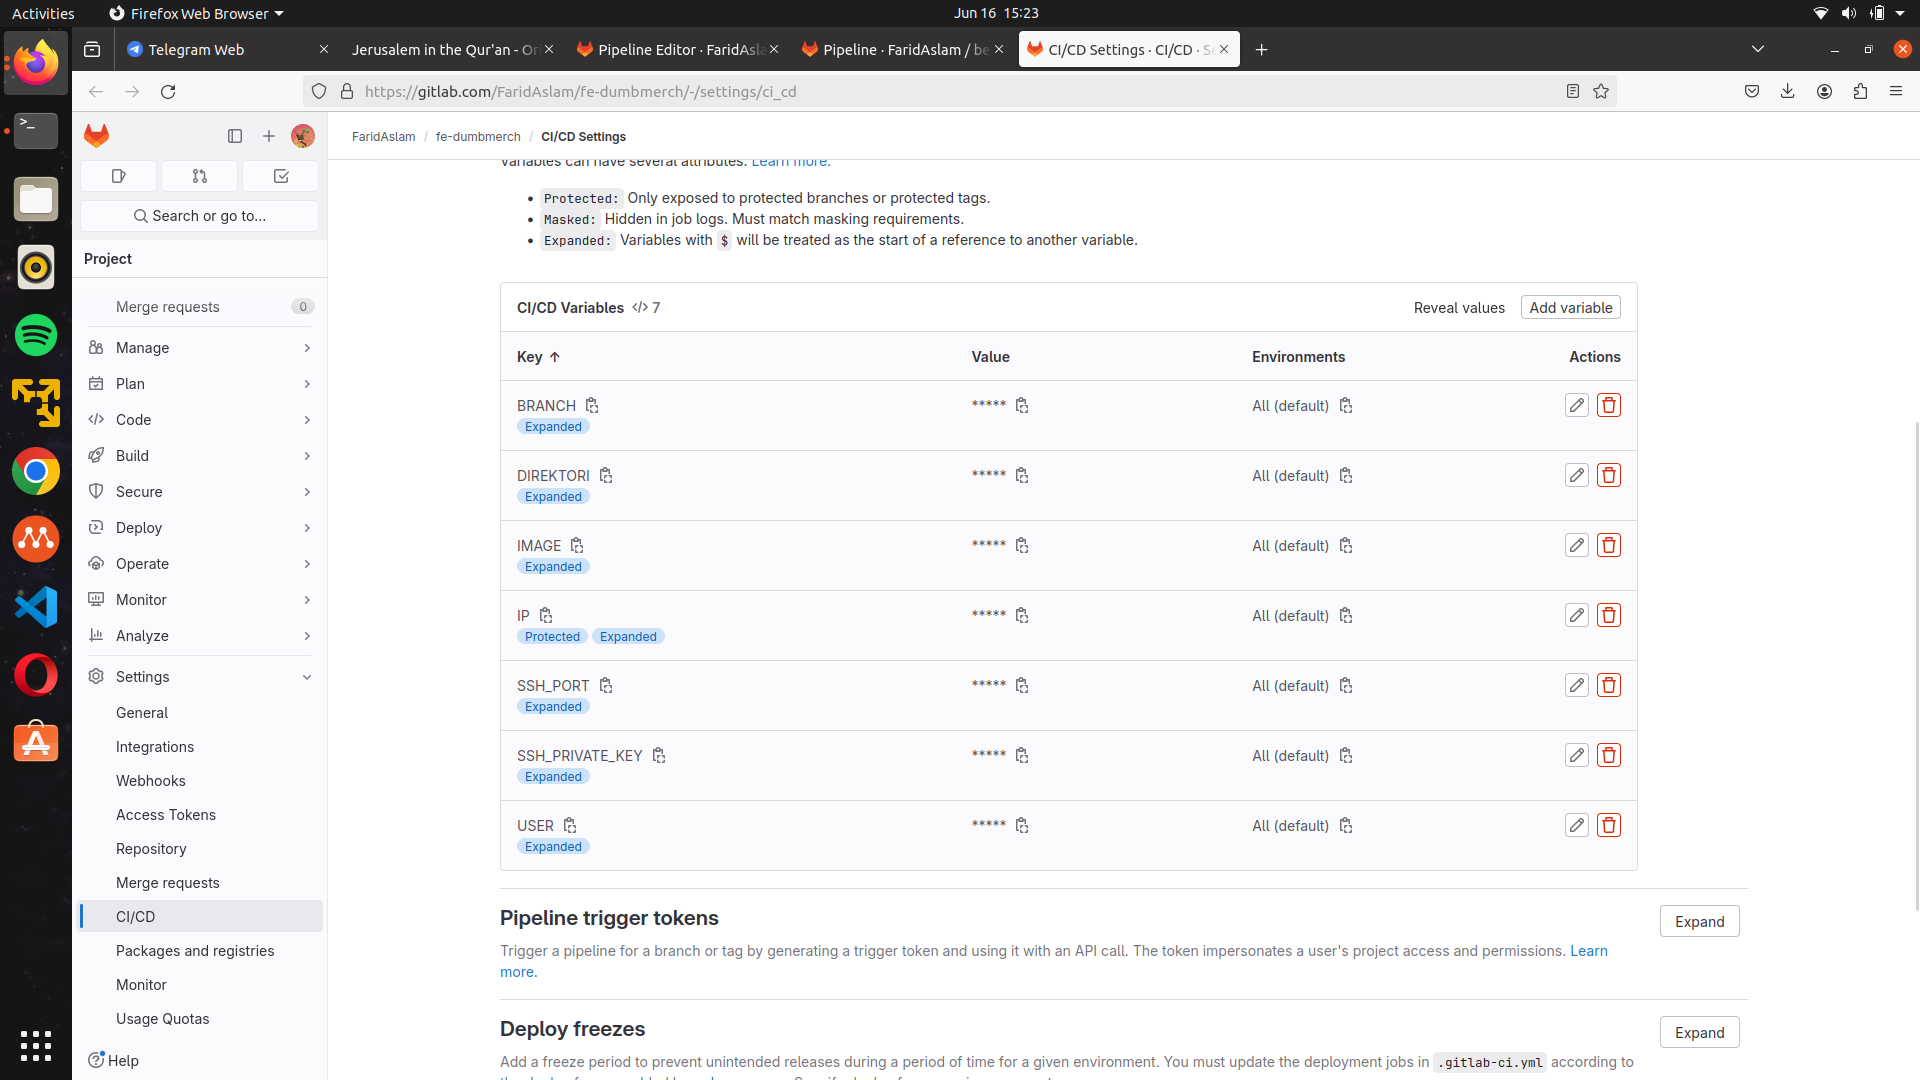 Activities Firefox Web Browser Jun 16 15:23
Telegram Web Jerusalem in the Qur'an - Ori Pipeline Editor · FaridAsla Pipeline · FaridAslam / be CI/CD Settings · CI/CD · Se
https://gitlab.com/FaridAslam/fe-dumbmerch/-/settings/ci_cd
FaridAslam / fe-dumbmerch / CI/CD Settings
Search or go to...
Project
Merge requests 0
Manage
Plan
Code
Build
Secure
Deploy
Operate
Monitor
Analyze
Settings
General
Integrations
Webhooks
Access Tokens
Repository
Merge requests
CI/CD
Packages and registries
Monitor
Usage Quotas
Help
Variables can have several attributes. Learn more.
• Protected: Only exposed to protected branches or protected tags.
• Masked: Hidden in job logs. Must match masking requirements.
• Expanded: Variables with $ will be treated as the start of a reference to another variable.
CI/CD Variables </> 7 Reveal values Add variable
Key ↑ Value Environments Actions
BRANCH ***** All (default)
Expanded
DIREKTORI ***** All (default)
Expanded
IMAGE ***** All (default)
Expanded
IP ***** All (default)
Protected Expanded
SSH_PORT ***** All (default)
Expanded
SSH_PRIVATE_KEY ***** All (default)
Expanded
USER ***** All (default)
Expanded
Pipeline trigger tokens Expand
Trigger a pipeline for a branch or tag by generating a trigger token and using it with an API call. The token impersonates a user's project access and permissions. Learn
more.
Deploy freezes Expand
Add a freeze period to prevent unintended releases during a period of time for a given environment. You must update the deployment jobs in .gitlab-ci.yml according to